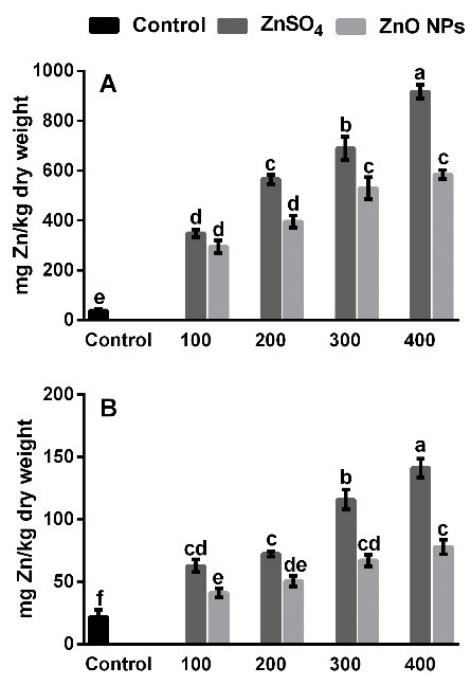 Control ZnSO4 ZnO NPs
A
mg Zn/kg dry weight
1000
800
600
400
200
0
e
d d
c d
b c
a c
Control 100 200 300 400
B
mg Zn/kg dry weight
200
150
100
50
0
f
cd e
c de
b cd
a c
Control 100 200 300 400